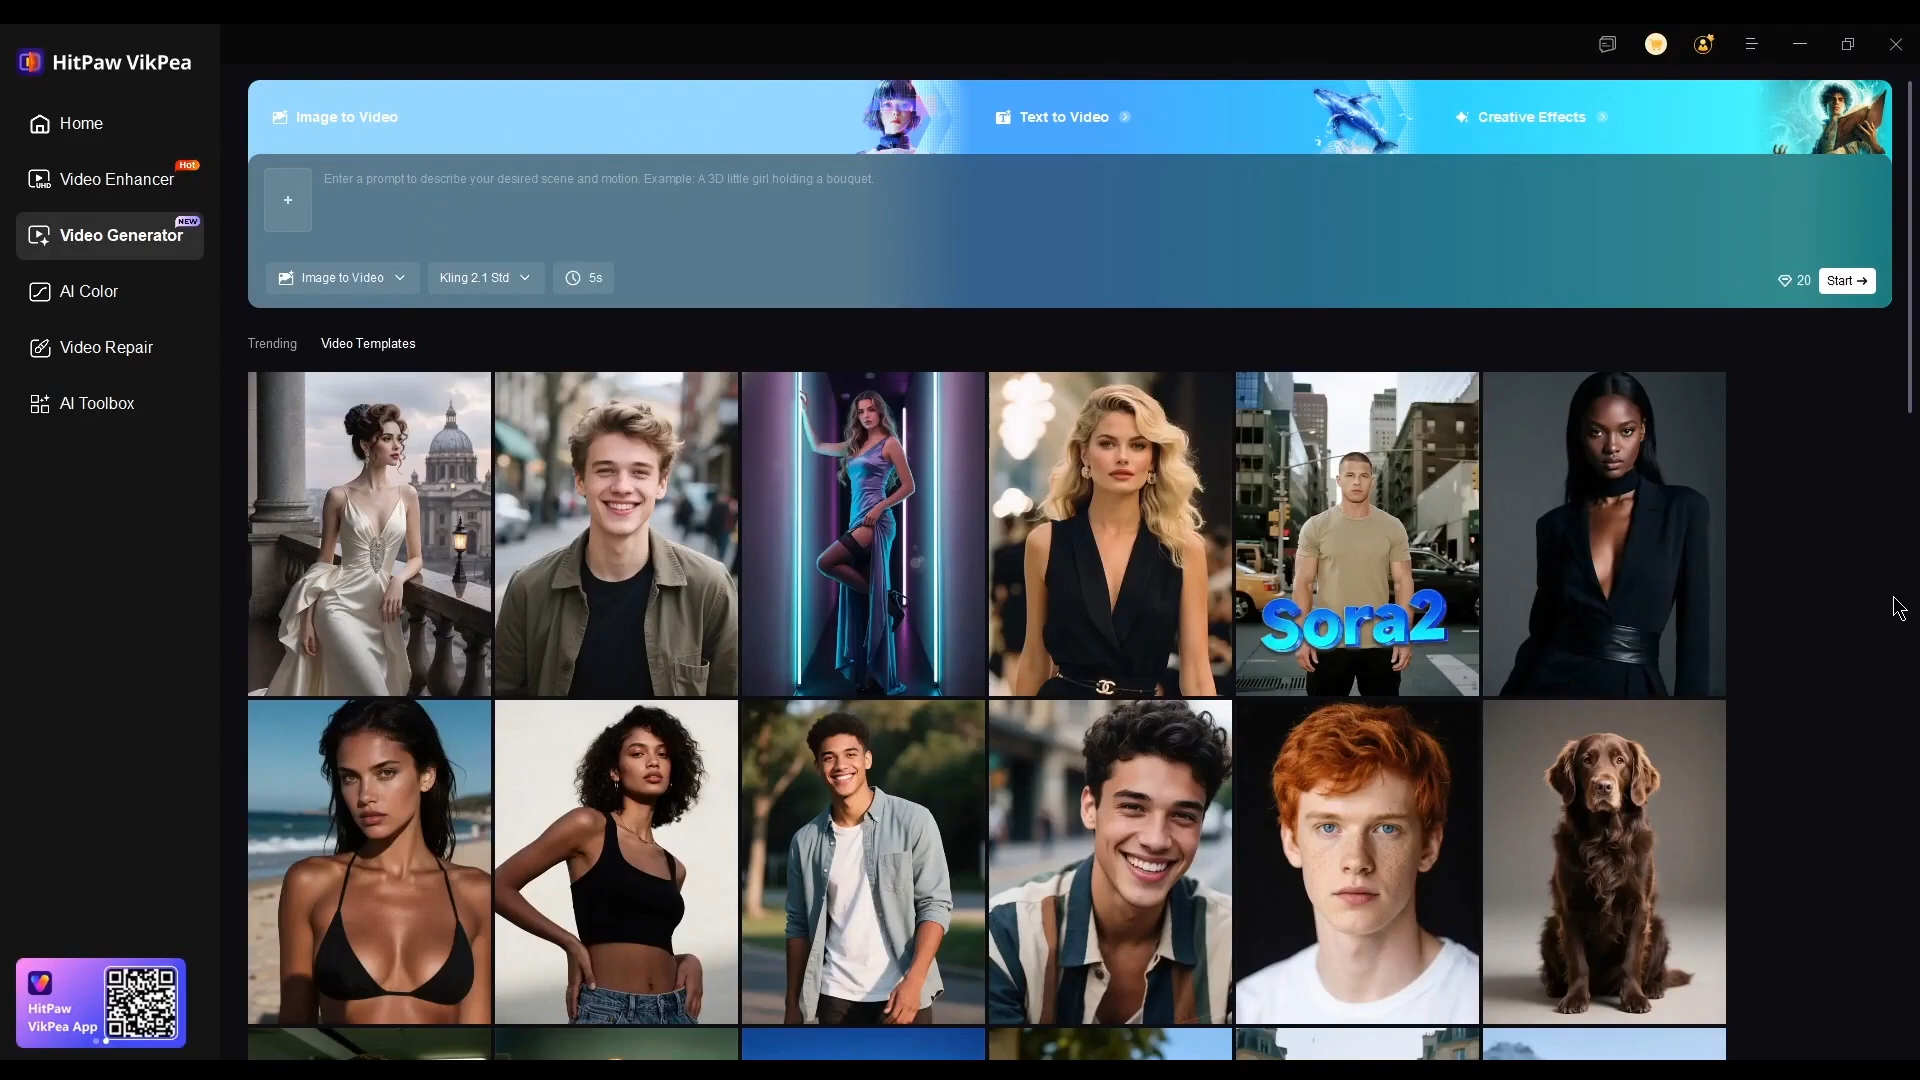 HitPaw VikPea
Home
Video Enhancer
Hot
Video Generator
NEW
AI Color
Video Repair
AI Toolbox
HitPaw
VikPea App
Image to Video
Text to Video
Creative Effects
Enter a prompt to describe your desired scene and motion. Example: A 3D little girl holding a bouquet.
Image to Video
Kling 2.1 Std
5s
20
Start
Trending
Video Templates
Sora2